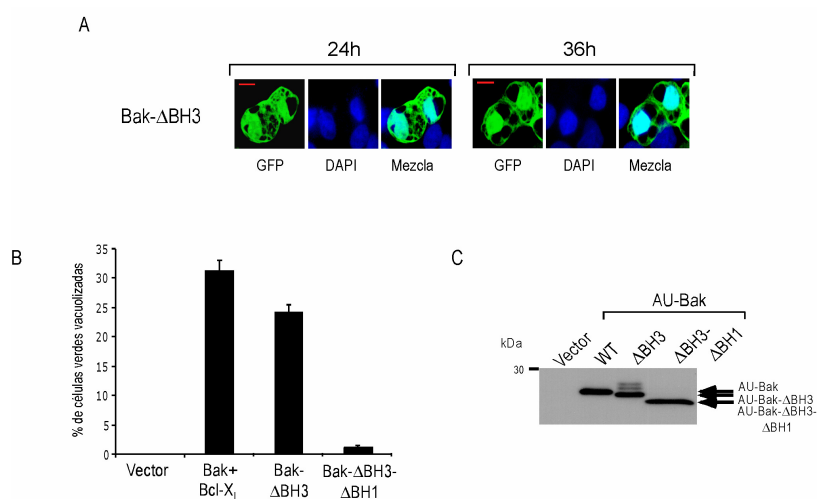 A
24h
36h
Bak-ΔBH3
GFP
DAPI
Mezcla
GFP
DAPI
Mezcla
B
% de celulas verdes vacuolizadas
35
30
25
20
15
10
5
0
Vector
Bak+
Bcl-XL
Bak-
ΔBH3
Bak-ΔBH3-
ΔBH1
C
AU-Bak
kDa
Vector
WT
ΔBH3
ΔBH3-
ΔBH1
30
AU-Bak
AU-Bak-ΔBH3
AU-Bak-ΔBH3-
ΔBH1